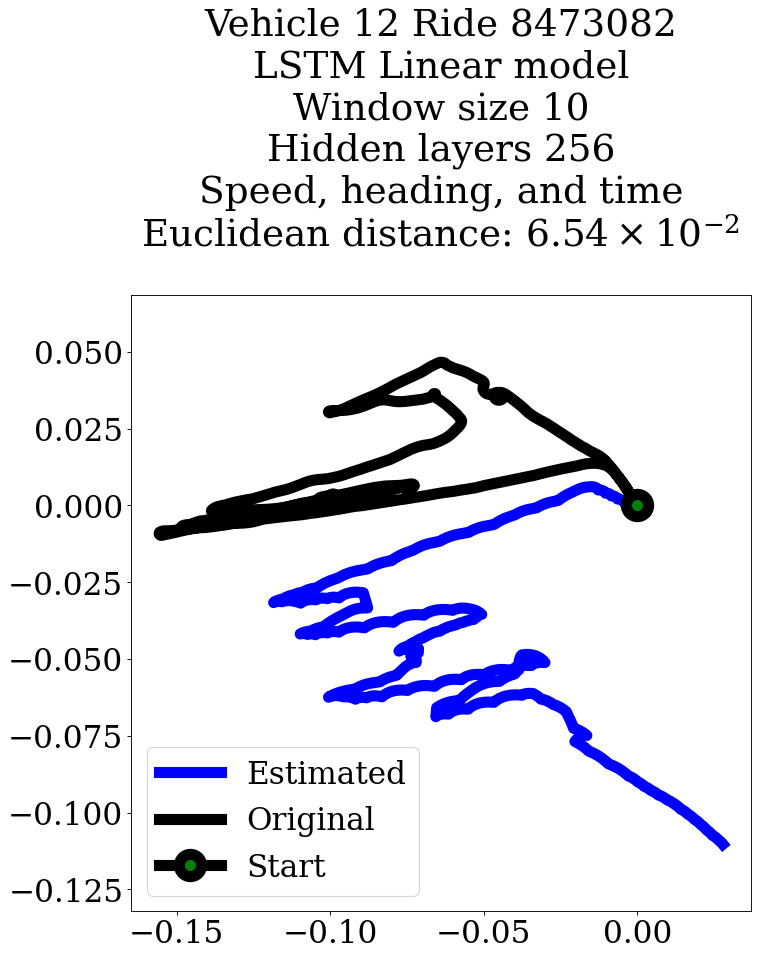 Vehicle 12 Ride 8473082
LSTM Linear model
Window size 10
Hidden layers 256
Speed, heading, and time
Euclidean distance: 6.54 × 10⁻²
0.050
0.025
0.000
−0.025
−0.050
−0.075
−0.100
−0.125
Estimated
Original
Start
−0.15 −0.10 −0.05 0.00